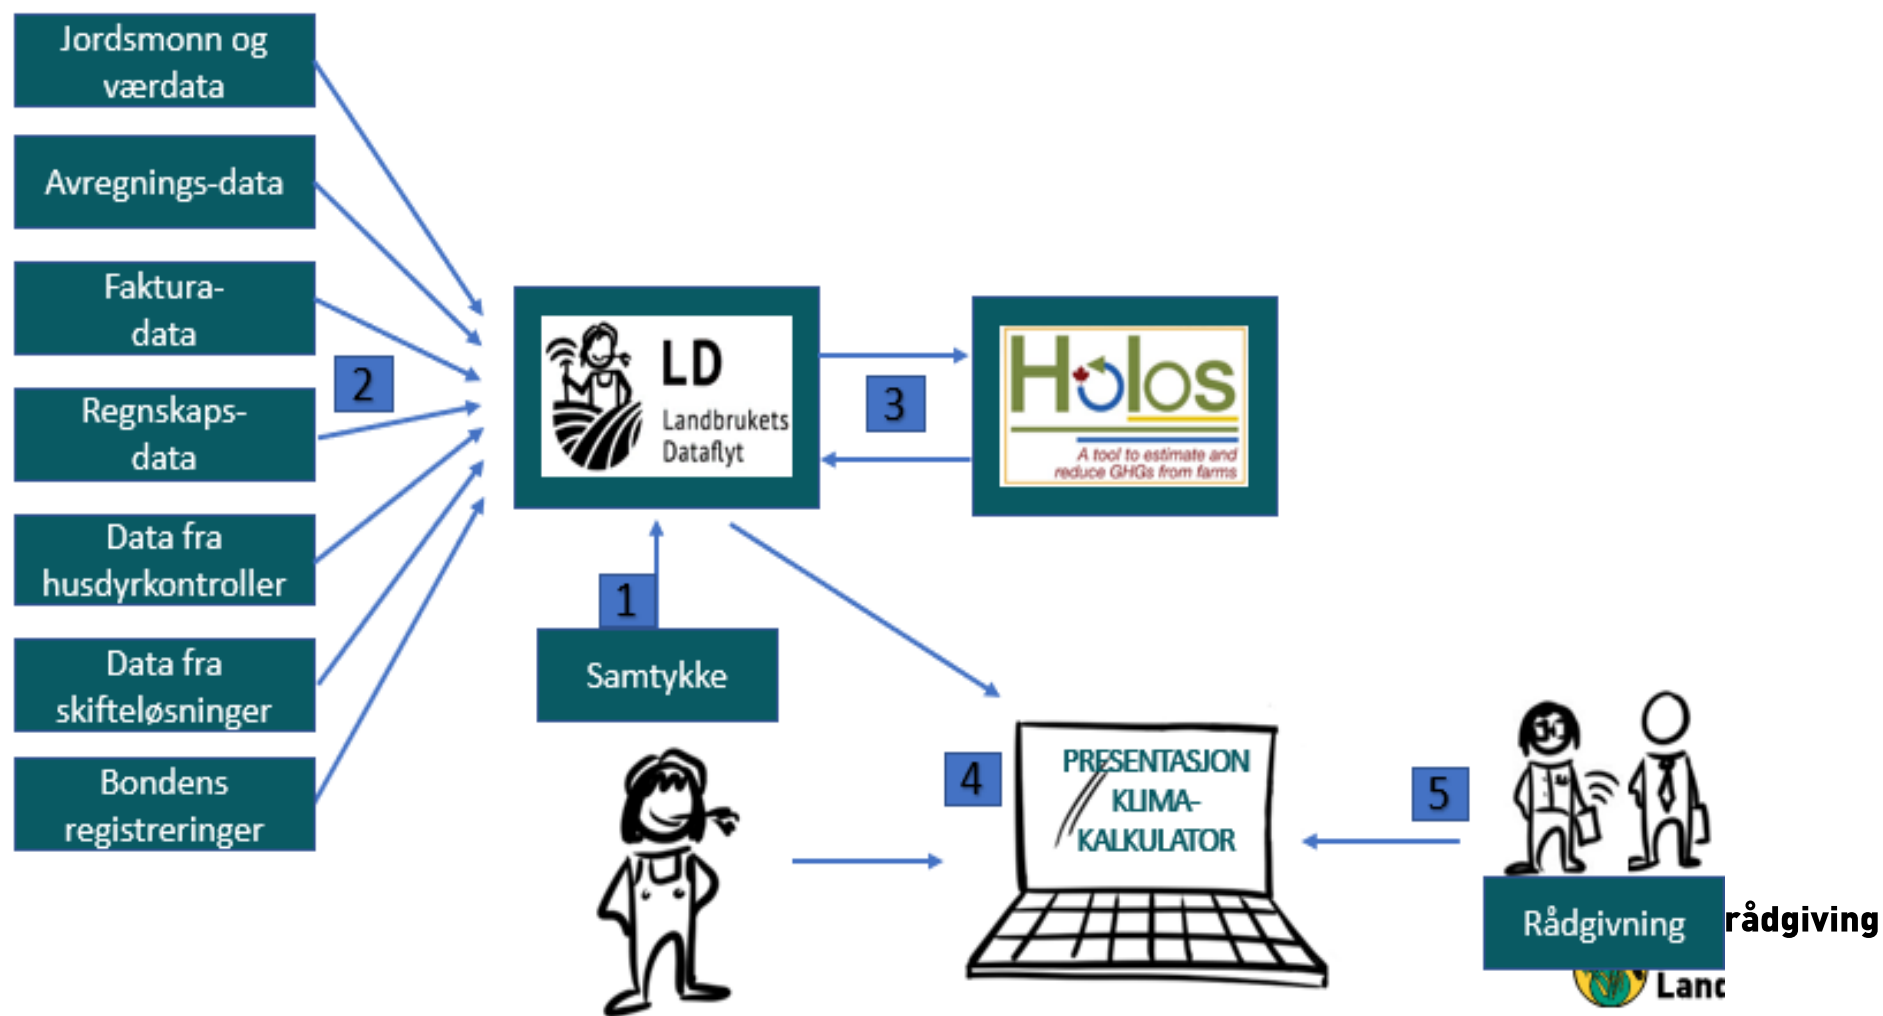 Jordsmonn og
værdata
Avregnings-data
Faktura-
data
Regnskaps-
data
Data fra
husdyrkontroller
Data fra
skifteløsninger
Bondens
registreringer
2
LD
Landbrukets
Dataflyt
3
Holos
A tool to estimate and
reduce GHGs from farms
1
Samtykke
4
PRESENTASJON
KLIMA-
KALKULATOR
5
Rådgivning
rådgiving
Land